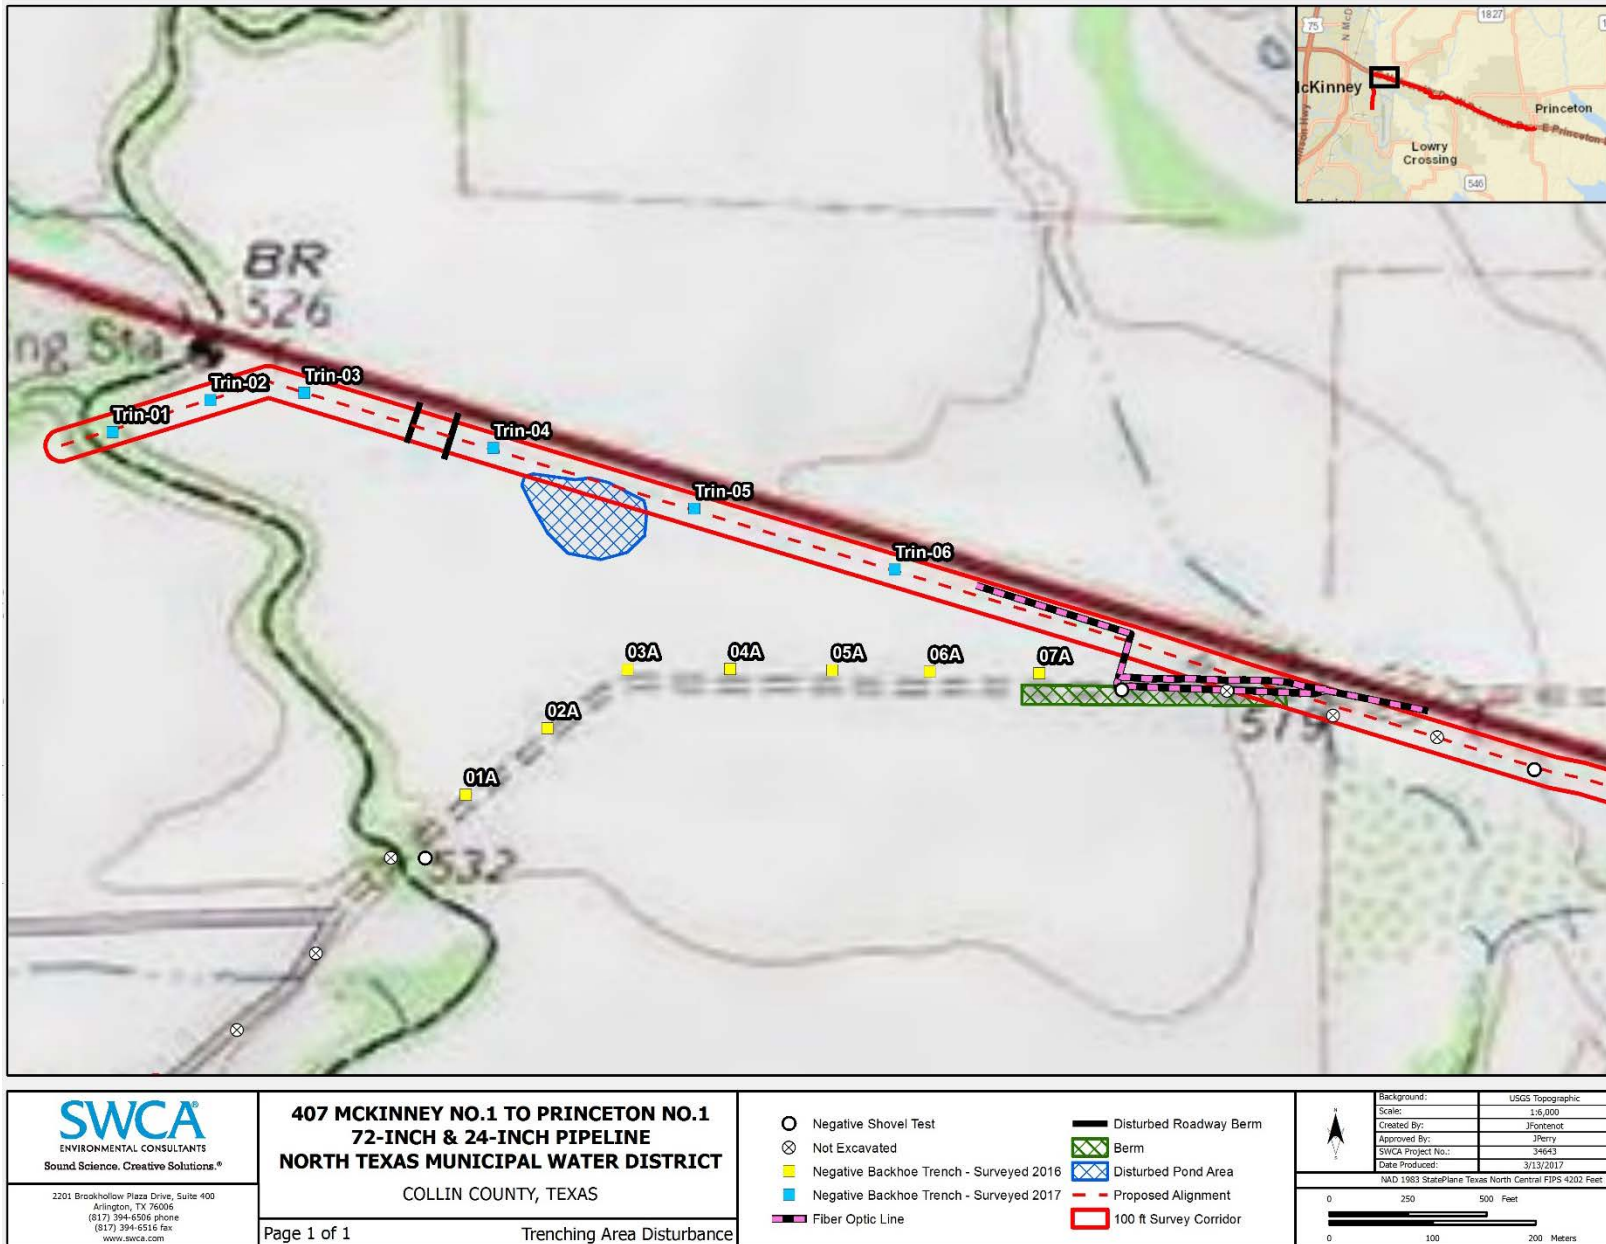 BR
526
ng Sta
Trin-01
Trin-02
Trin-03
Trin-04
Trin-05
Trin-06
03A
04A
05A
06A
07A
02A
01A
532
75
N McD
1827
McKinney
Princeton
E Princeton
Lowry
Crossing
546
SWCA®
ENVIRONMENTAL CONSULTANTS
Sound Science. Creative Solutions.®
2201 Brookhollow Plaza Drive, Suite 400
Arlington, TX 76006
(817) 394-6506 phone
(817) 394-6516 fax
www.swca.com
407 MCKINNEY NO.1 TO PRINCETON NO.1
72-INCH & 24-INCH PIPELINE
NORTH TEXAS MUNICIPAL WATER DISTRICT
COLLIN COUNTY, TEXAS
Page 1 of 1
Trenching Area Disturbance
Negative Shovel Test
Not Excavated
Negative Backhoe Trench - Surveyed 2016
Negative Backhoe Trench - Surveyed 2017
Fiber Optic Line
Disturbed Roadway Berm
Berm
Disturbed Pond Area
Proposed Alignment
100 ft Survey Corridor
N
Background: USGS Topographic
Scale: 1:6,000
Created By: JFontenot
Approved By: JPerry
SWCA Project No.: 34643
Date Produced: 3/13/2017
NAD 1983 StatePlane Texas North Central FIPS 4202 Feet
0 250 500 Feet
0 100 200 Meters